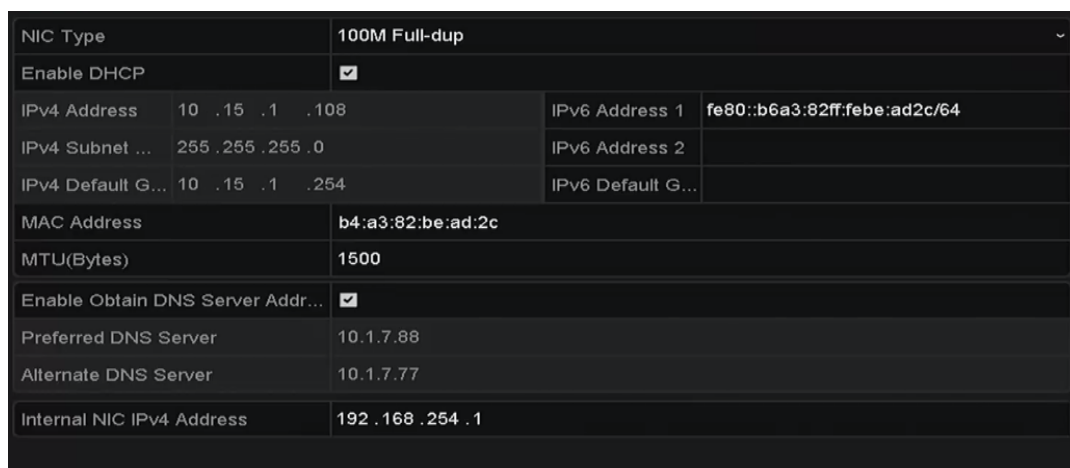 NIC Type 100M Full-dup
Enable DHCP
IPv4 Address 10 .15 .1 .108 IPv6 Address 1 fe80::b6a3:82ff:febe:ad2c/64
IPv4 Subnet ... 255.255.255.0 IPv6 Address 2
IPv4 Default G... 10 .15 .1 .254 IPv6 Default G...
MAC Address b4:a3:82:be:ad:2c
MTU(Bytes) 1500
Enable Obtain DNS Server Addr...
Preferred DNS Server 10.1.7.88
Alternate DNS Server 10.1.7.77
Internal NIC IPv4 Address 192.168.254.1